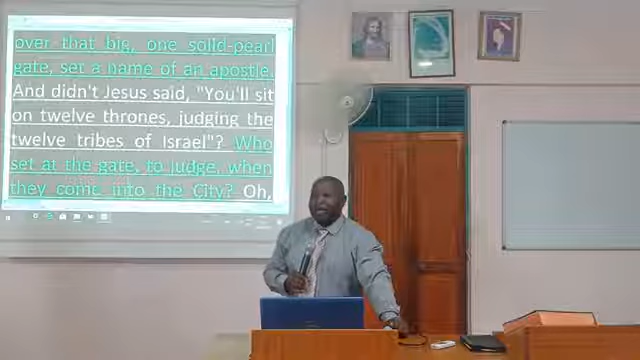 over that big, one solid-pearl
gate, set a name of an apostle.
And didn't Jesus said, "You'll sit
on twelve thrones, judging the
twelve tribes of Israel"? Who
set at the gate, to judge, when
they come into the City? Oh,